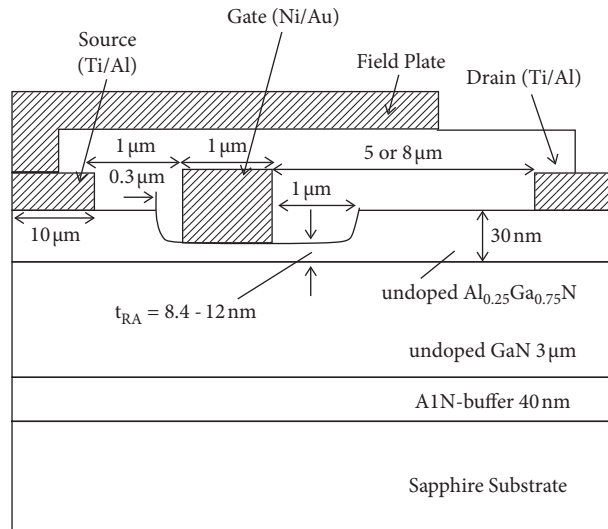 Gate (Ni/Au)
Source
(Ti/Al)
Field Plate
Drain (Ti/Al)
1 μm
1 μm
5 or 8 μm
0.3 μm
1 μm
10 μm
30 nm
undoped Al0.25Ga0.75N
tRA = 8.4 - 12 nm
undoped GaN 3 μm
A1N-buffer 40 nm
Sapphire Substrate